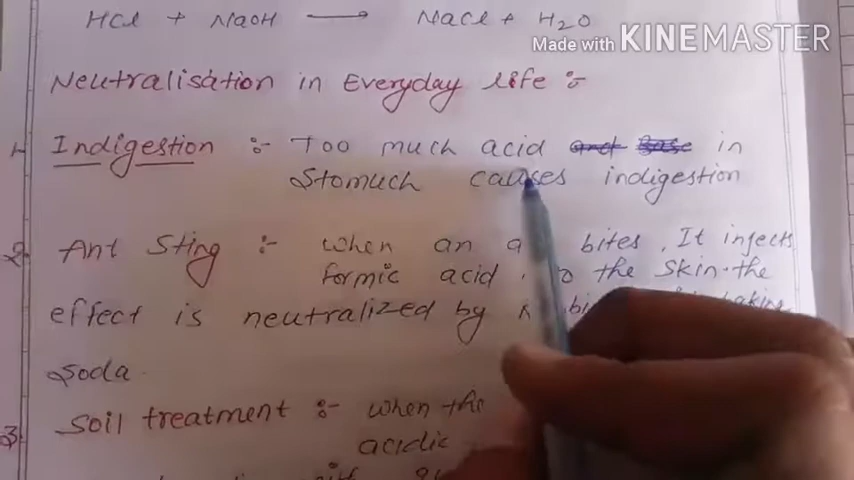 HCl + NaOH ⟶ NaCl + H2O
Made with KINEMASTER
Neutralisation in Everyday life :-
1. Indigestion :- Too much acid and base in
Stomuch causes indigestion
2. Ant Sting :- when an bites. It injects
formic acid the skin. the
effect is neutralized by baking
soda
3 Soil treatment :- when the
acidic